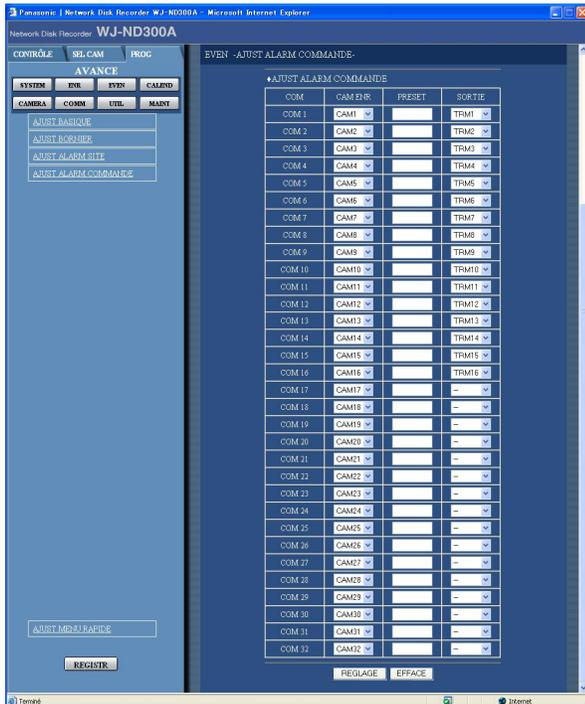 Panasonic | Network Disk Recorder WJ-ND300A - Microsoft Internet Explorer
Network Disk Recorder WJ-ND300A
CONTRÔLE SEL CAM PROG
AVANCE
SYSTEM ENR EVEN CALEND
CAMERA COMM UTIL MAINT
AJUST BASIQUE
AJUST BORNIER
AJUST ALARM SITE
AJUST ALARM COMMANDE
AJUST MENU RAPIDE
REGISTR
EVEN -AJUST ALARM COMMANDE-
♦AJUST ALARM COMMANDE
COM CAM ENR PRESET SORTIE
COM 1 CAM1 TRM1
COM 2 CAM2 TRM2
COM 3 CAM3 TRM3
COM 4 CAM4 TRM4
COM 5 CAM5 TRM5
COM 6 CAM6 TRM6
COM 7 CAM7 TRM7
COM 8 CAM8 TRM8
COM 9 CAM9 TRM9
COM 10 CAM10 TRM10
COM 11 CAM11 TRM11
COM 12 CAM12 TRM12
COM 13 CAM13 TRM13
COM 14 CAM14 TRM14
COM 15 CAM15 TRM15
COM 16 CAM16 TRM16
COM 17 CAM17 --
COM 18 CAM18 --
COM 19 CAM19 --
COM 20 CAM20 --
COM 21 CAM21 --
COM 22 CAM22 --
COM 23 CAM23 --
COM 24 CAM24 --
COM 25 CAM25 --
COM 26 CAM26 --
COM 27 CAM27 --
COM 28 CAM28 --
COM 29 CAM29 --
COM 30 CAM30 --
COM 31 CAM31 --
COM 32 CAM32 --
REGLAGE EFFACE
Terminé Internet